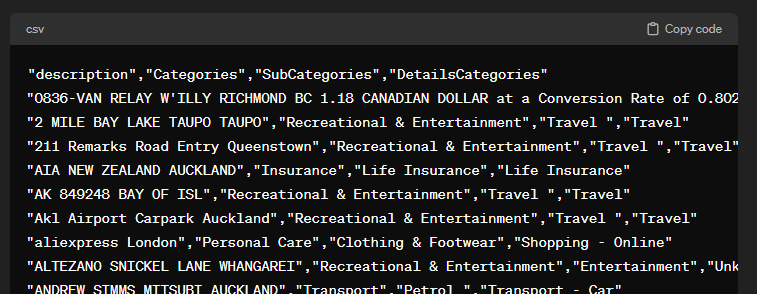 csv
Copy code
"description","Categories","SubCategories","DetailsCategories"
"0836-VAN RELAY W'ILLY RICHMOND BC 1.18 CANADIAN DOLLAR at a Conversion Rate of 0.802
"2 MILE BAY LAKE TAUPO TAUPO","Recreational & Entertainment","Travel ","Travel"
"211 Remarks Road Entry Queenstown","Recreational & Entertainment","Travel ","Travel"
"AIA NEW ZEALAND AUCKLAND","Insurance","Life Insurance","Life Insurance"
"AK 849248 BAY OF ISL","Recreational & Entertainment","Travel ","Travel"
"Akl Airport Carpark Auckland","Recreational & Entertainment","Travel ","Travel"
"aliexpress London","Personal Care","Clothing & Footwear","Shopping - Online"
"ALTEZANO SNICKEL LANE WHANGAREI","Recreational & Entertainment","Entertainment","Unk
"ANDREW SIMMS MITSUBI AUCKLAND","Transport","Petrol ","Transport - Car"